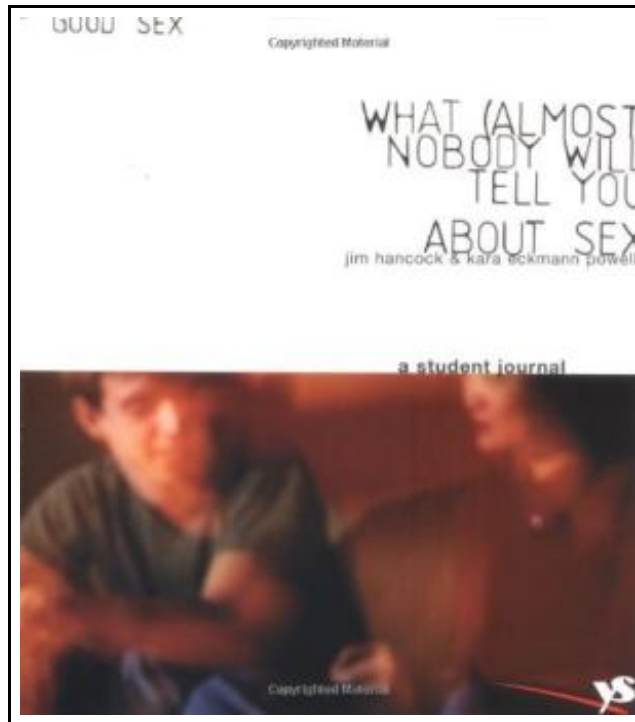 GOOD SEX
Copyrighted Material
WHAT (ALMOST
NOBODY WILL
TELL YOU
ABOUT SEX
jim hancock & kara eckmann powell
a student journal
Copyrighted Material
ys